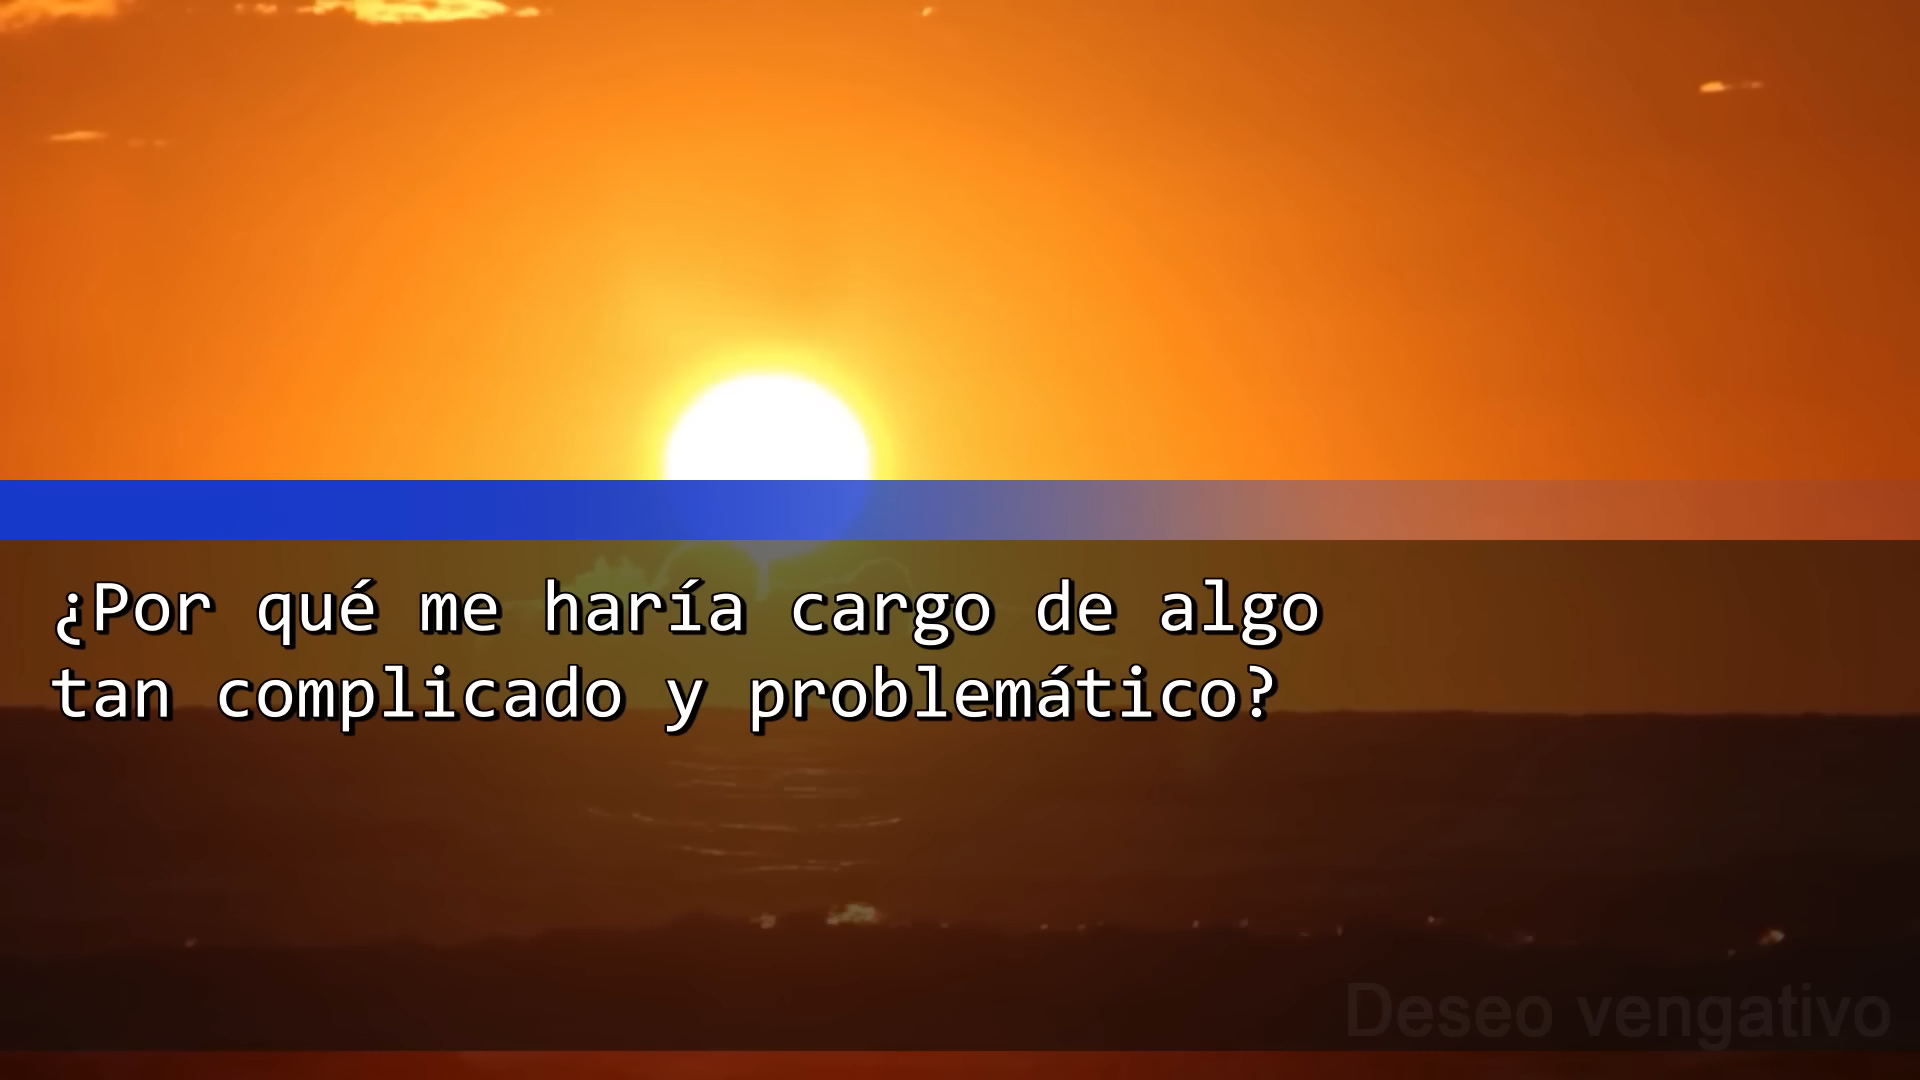 ¿Por qué me haría cargo de algo
tan complicado y problemático?
Deseo vengativo